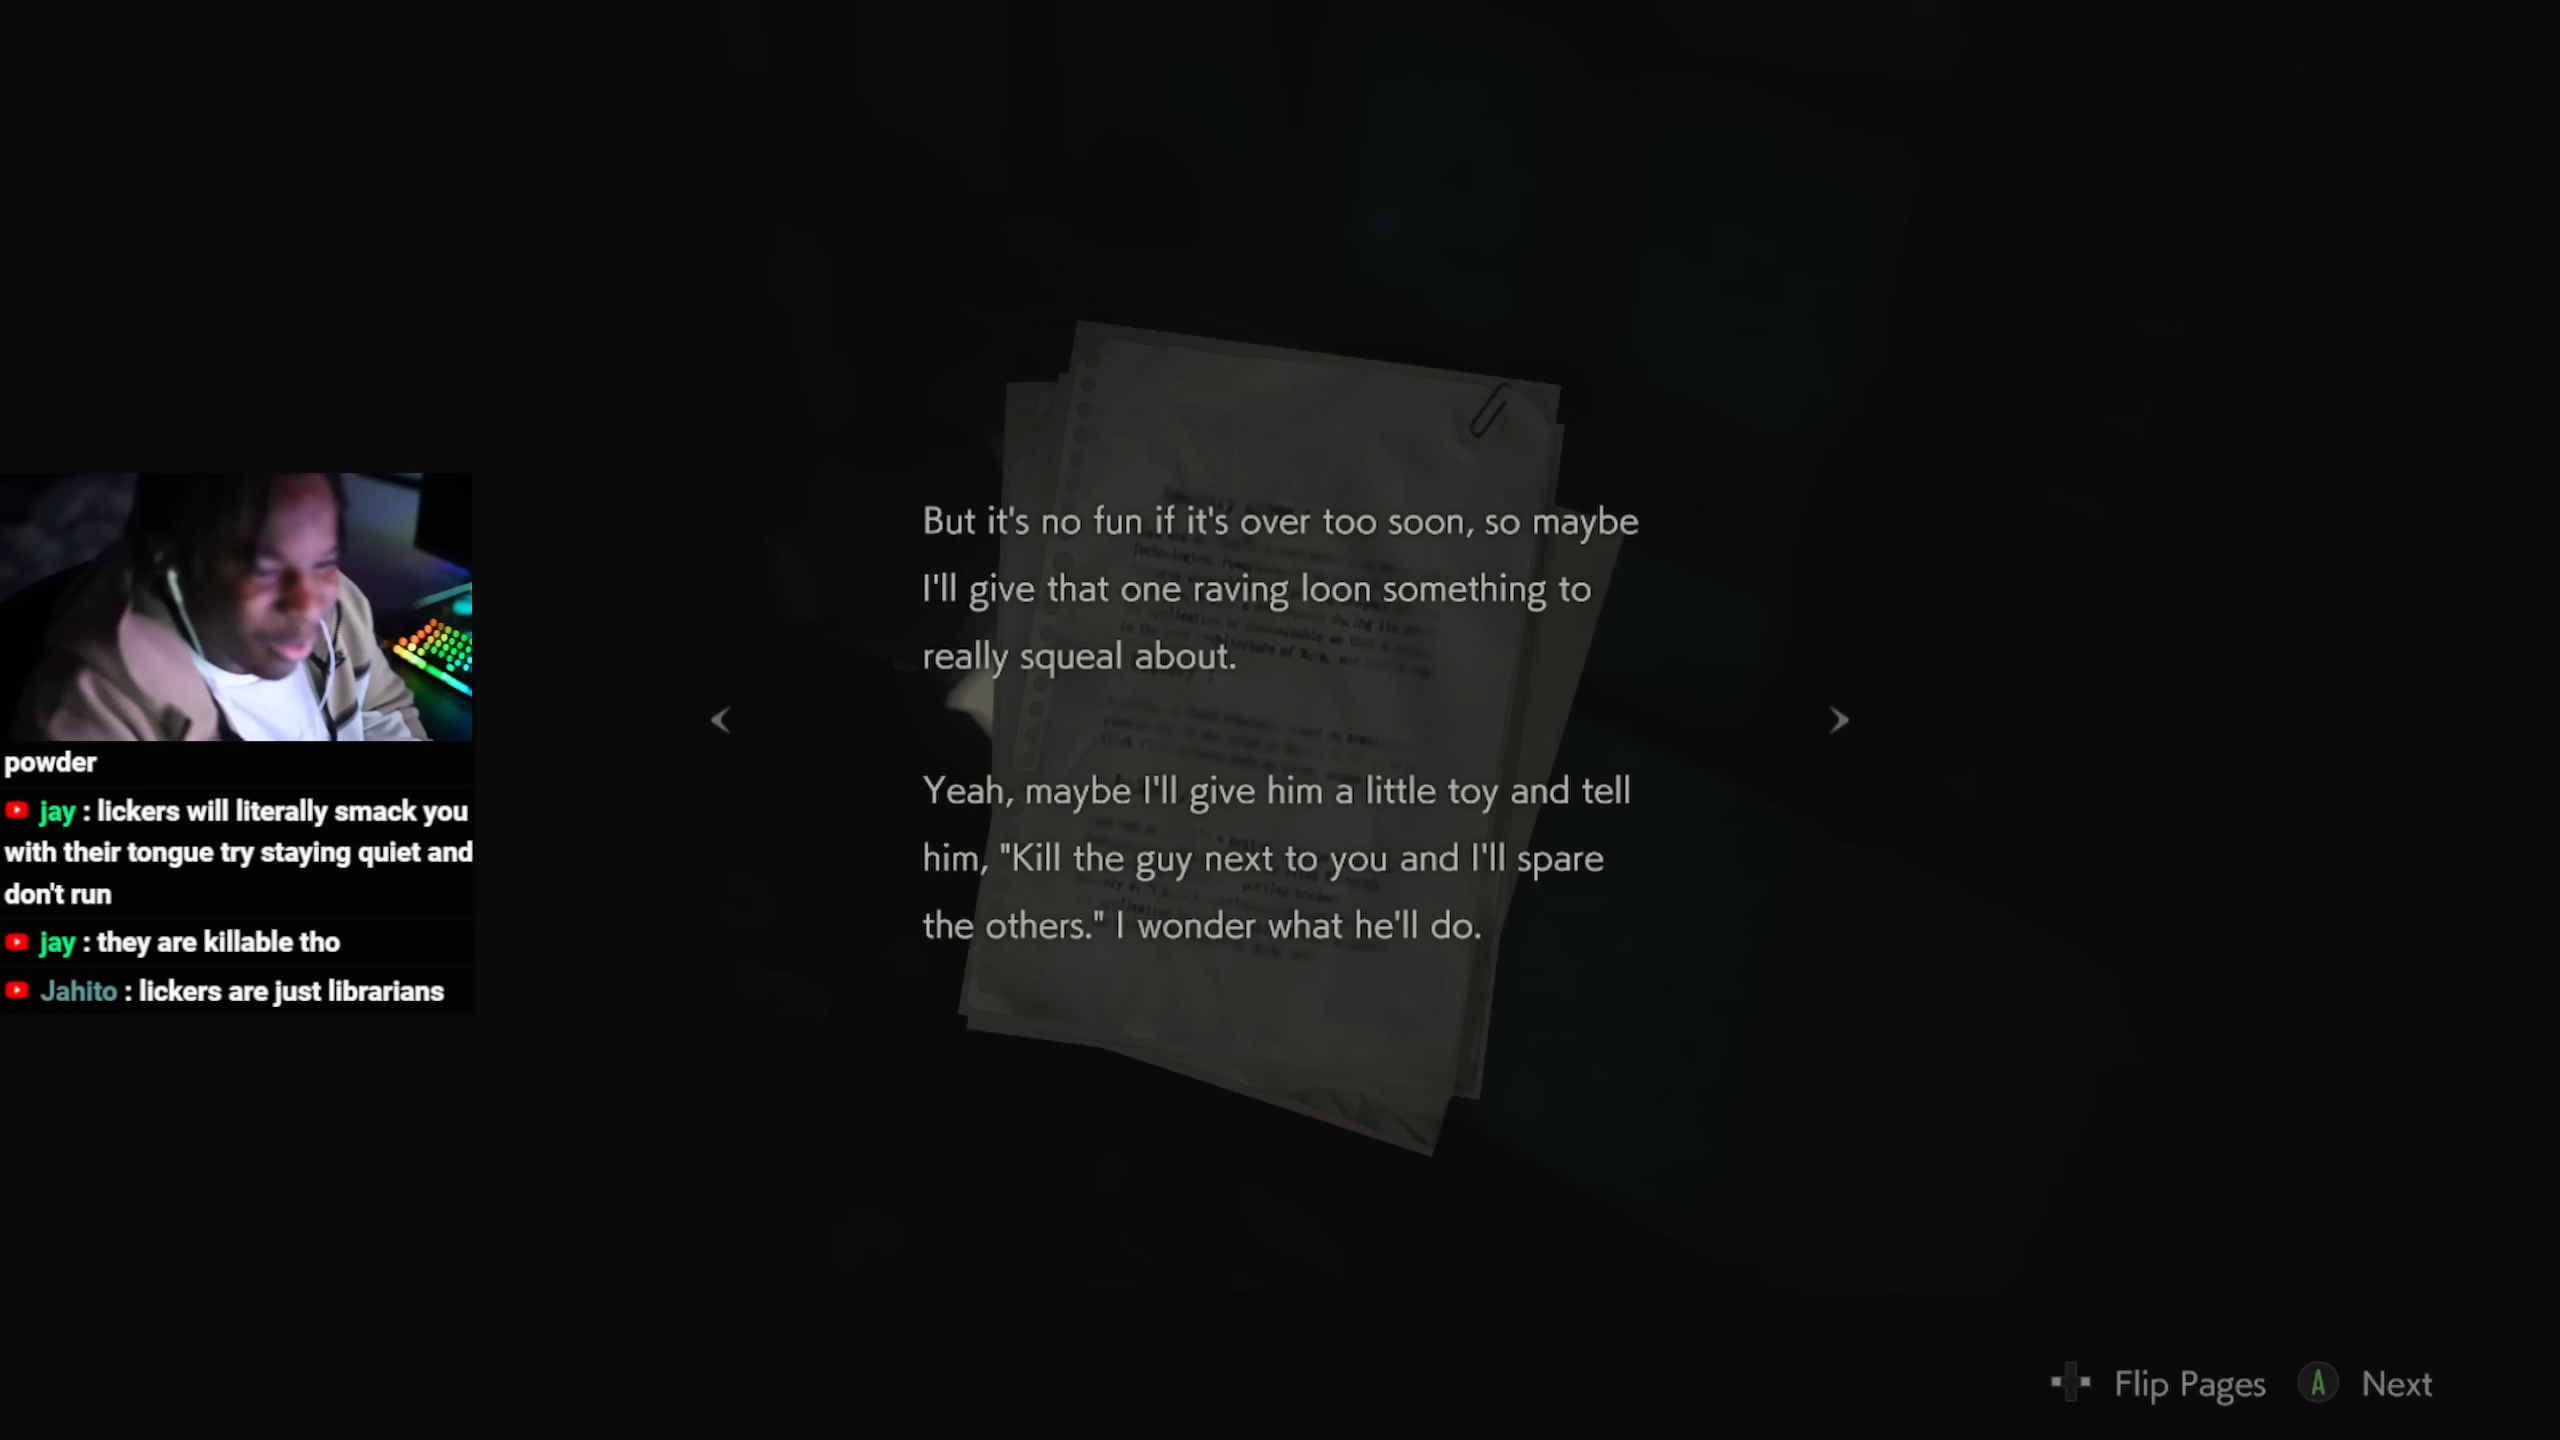 powder
jay : lickers will literally smack you
with their tongue try staying quiet and
don't run
jay : they are killable tho
Jahito : lickers are just librarians
But it's no fun if it's over too soon, so maybe
I'll give that one raving loon something to
really squeal about.
Yeah, maybe I'll give him a little toy and tell
him, "Kill the guy next to you and I'll spare
the others." I wonder what he'll do.
Flip Pages A Next